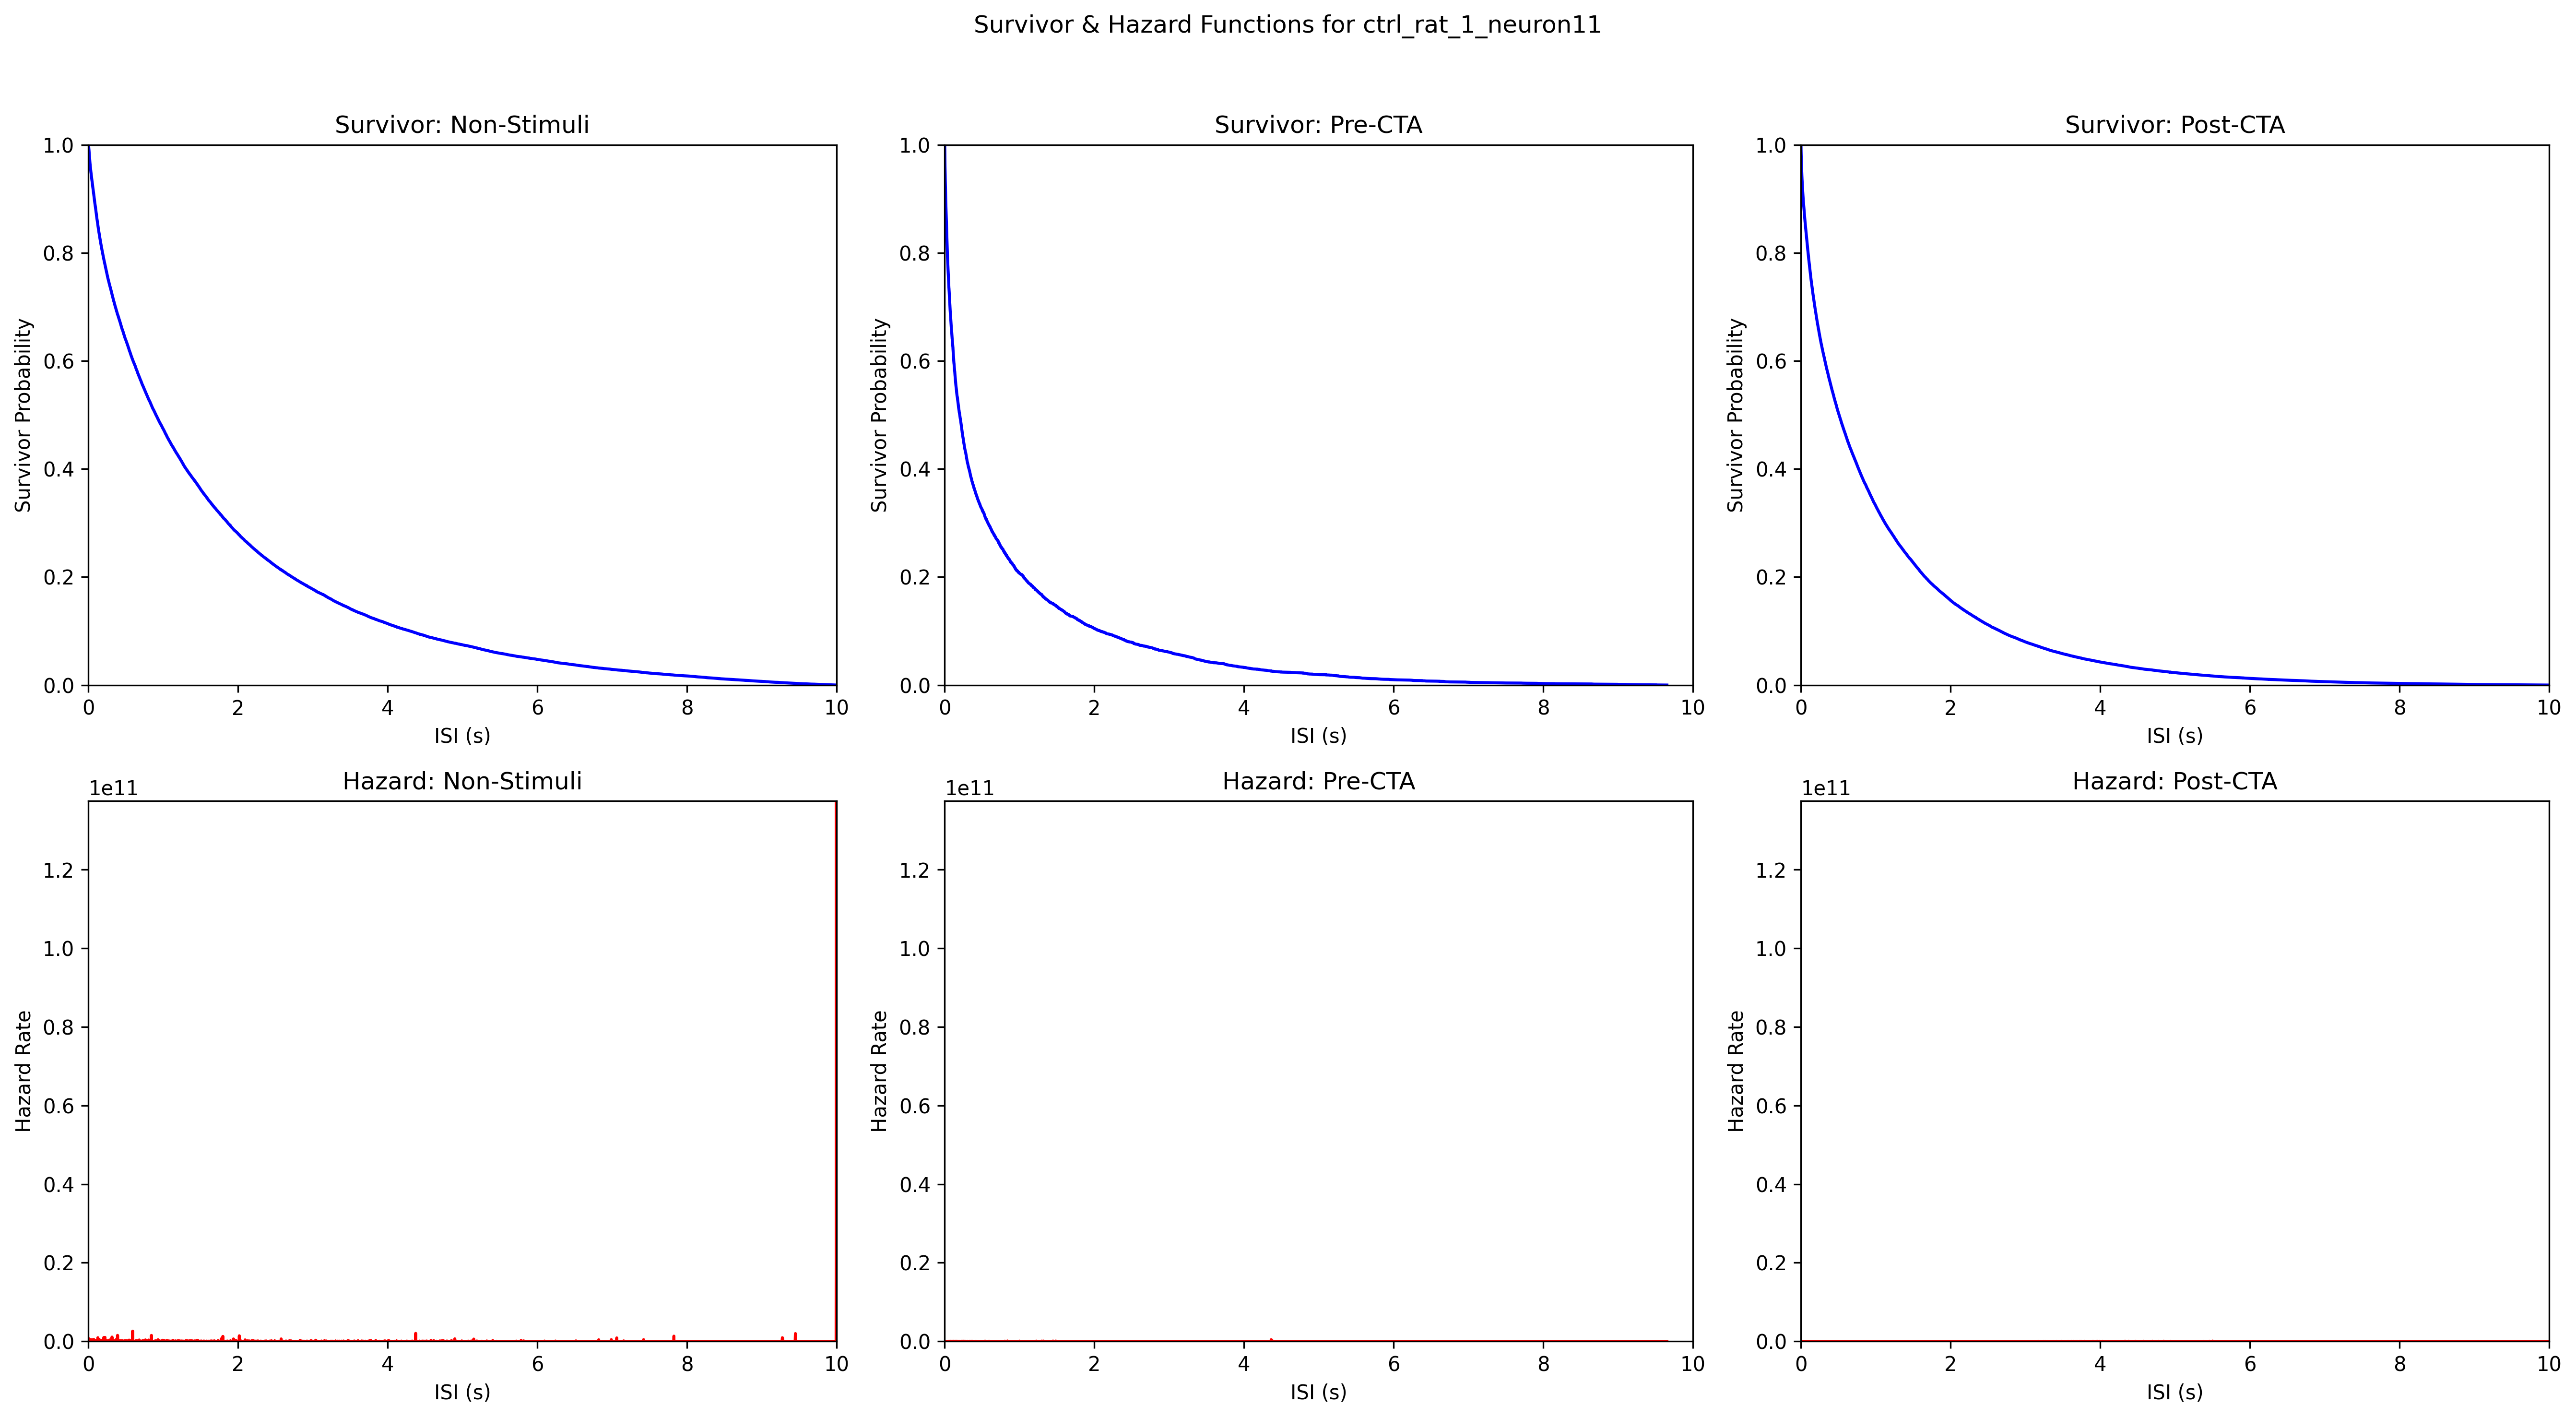 Survivor & Hazard Functions for ctrl_rat_1_neuron11
Survivor: Non-Stimuli
Survivor Probability
1.0
0.8
0.6
0.4
0.2
0.0
0 2 4 6 8 10
ISI (s)
Survivor: Pre-CTA
Survivor Probability
1.0
0.8
0.6
0.4
0.2
0.0
0 2 4 6 8 10
ISI (s)
Survivor: Post-CTA
Survivor Probability
1.0
0.8
0.6
0.4
0.2
0.0
0 2 4 6 8 10
ISI (s)
Hazard: Non-Stimuli
1e11
Hazard Rate
1.2
1.0
0.8
0.6
0.4
0.2
0.0
0 2 4 6 8 10
ISI (s)
Hazard: Pre-CTA
1e11
Hazard Rate
1.2
1.0
0.8
0.6
0.4
0.2
0.0
0 2 4 6 8 10
ISI (s)
Hazard: Post-CTA
1e11
Hazard Rate
1.2
1.0
0.8
0.6
0.4
0.2
0.0
0 2 4 6 8 10
ISI (s)